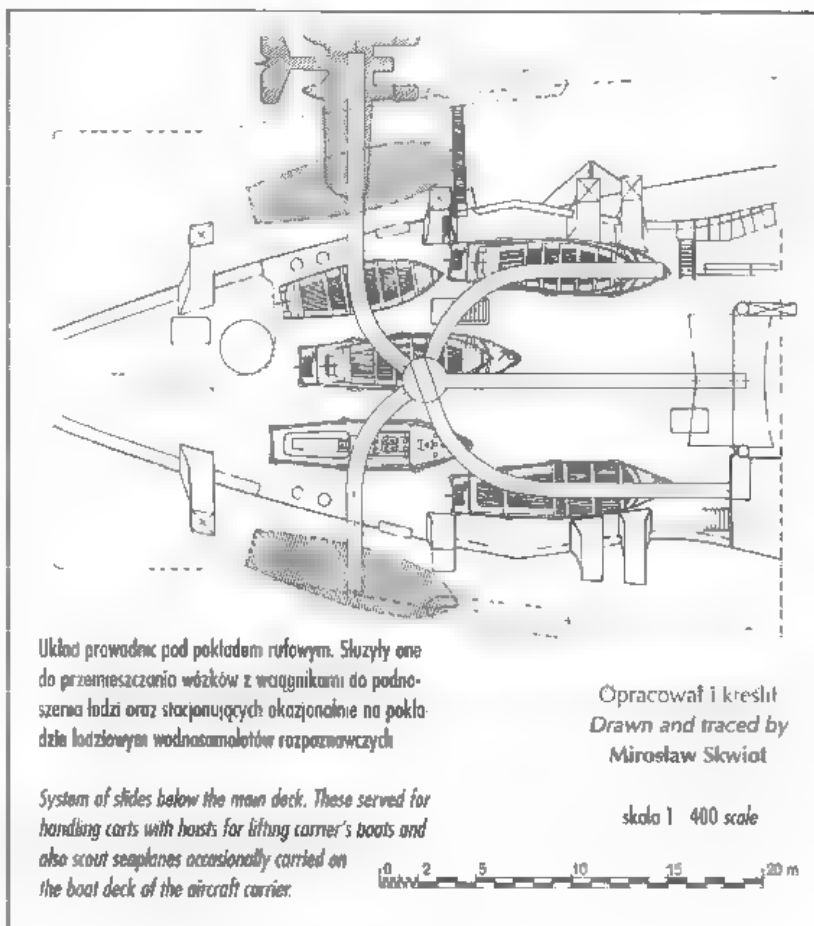 Układ prowadnic pod pokładem rufowym. Służyły one
do przemieszczania wózków z wciągnikami do podno-
szenia łodzi oraz stacjonujących okazjonalnie na pokła-
dzie łodziowym wodnosamolotów rozpoznawczych
System of slides below the main deck. These served for
handling carts with hoists for lifting carrier's boats and
also scout seaplanes occasionally carried on
the boat deck of the aircraft carrier.
Opracował i kreślił
Drawn and traced by
Mirosław Skwiot
skala 1 400 scale
0 2 5 10 15 20 m